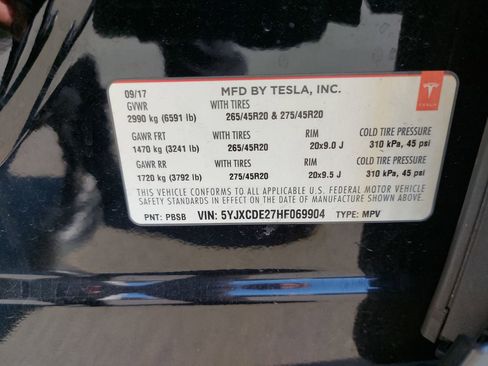 09/17 MFD BY TESLA, INC.
GVWR WITH TIRES
2990 kg (6591 lb) 265/45R20 & 275/45R20
GAWR FRT WITH TIRES RIM COLD TIRE PRESSURE
1470 kg (3241 lb) 265/45R20 20x9.0 J 310 kPa, 45 psi
GAWR RR WITH TIRES RIM COLD TIRE PRESSURE
1720 kg (3792 lb) 275/45R20 20x9.5 J 310 kPa, 45 psi
THIS VEHICLE CONFORMS TO ALL APPLICABLE U.S. FEDERAL MOTOR VEHICLE
SAFETY STANDARDS IN EFFECT ON THE DATE OF MANUFACTURE SHOWN ABOVE.
PNT: PBSB VIN: 5YJXCDE27HF069904 TYPE: MPV
TESLA